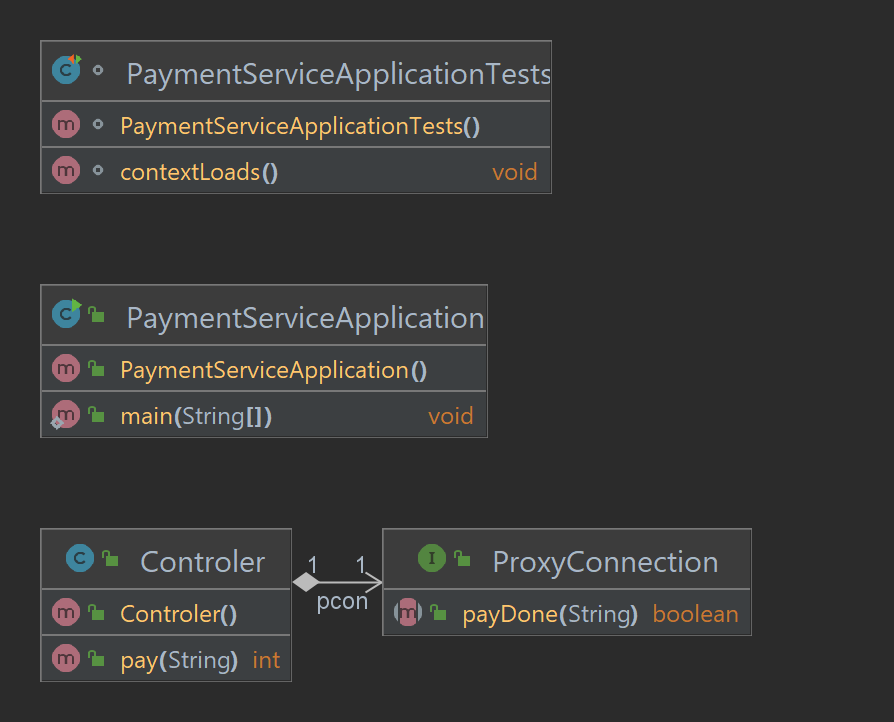 PaymentServiceApplicationTests
PaymentServiceApplicationTests()
contextLoads() void
PaymentServiceApplication
PaymentServiceApplication()
main(String[]) void
Controler
Controler()
pay(String) int
1 1
pcon
ProxyConnection
payDone(String) boolean